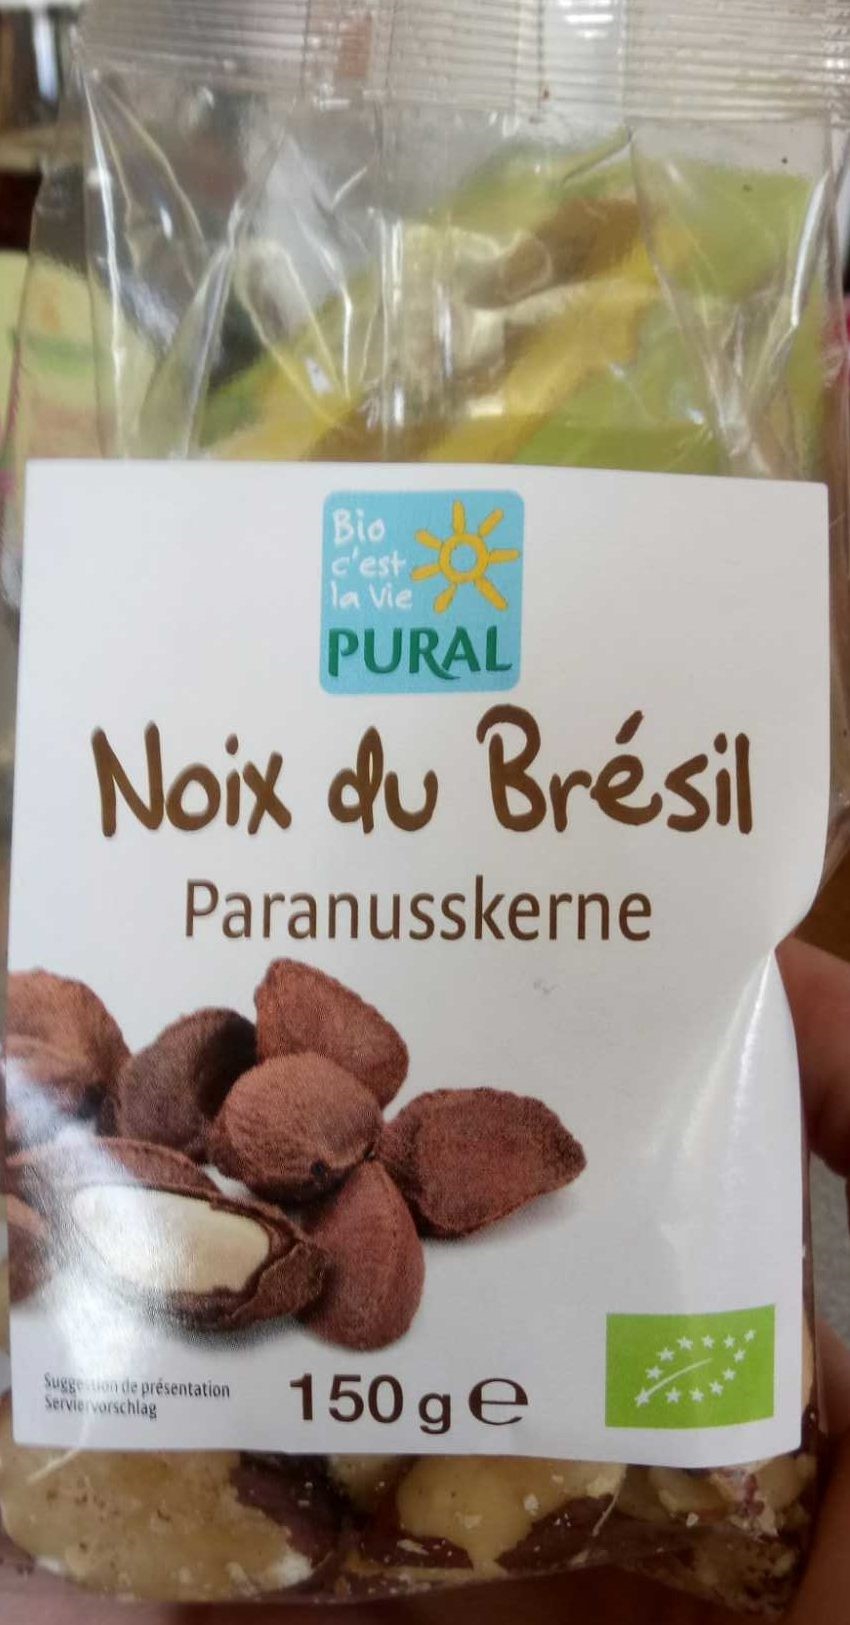 Bio
c'est
la Vie
PURAL
Noix du Brésil
Paranusskerne
Suggestion de présentation
Serviervorschlag
150 g e